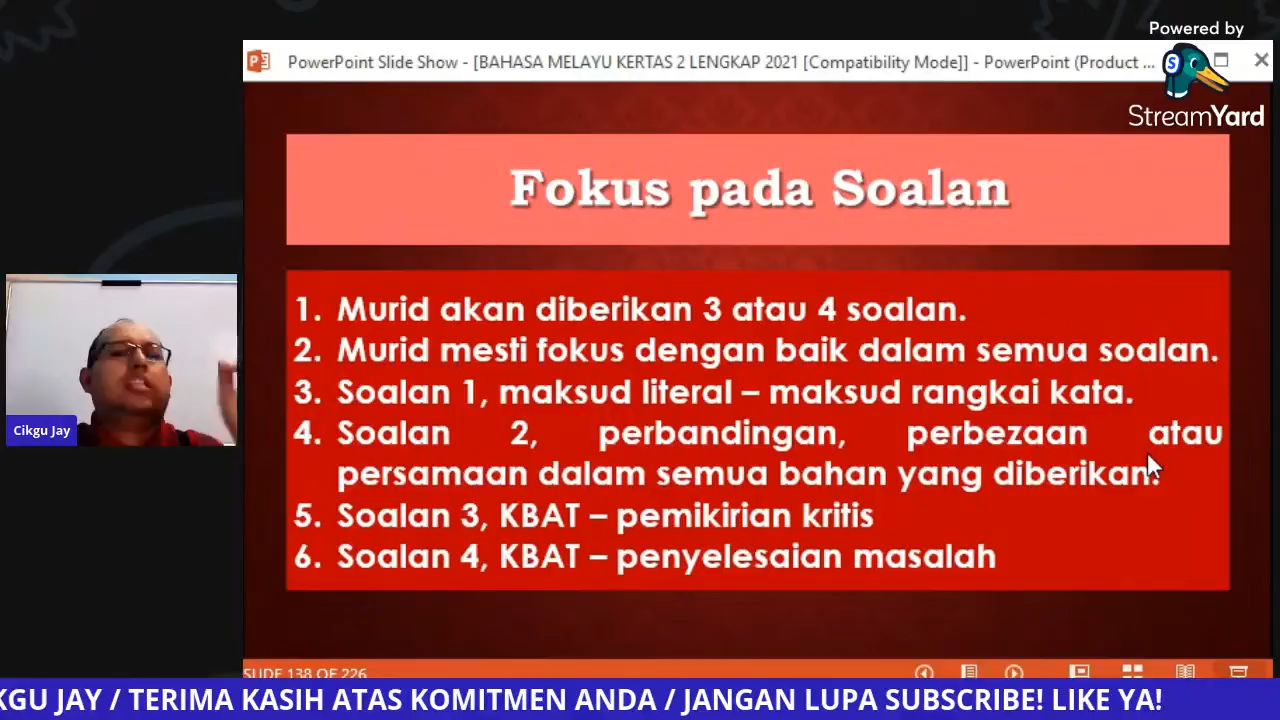 Powered by
StreamYard
PowerPoint Slide Show - [BAHASA MELAYU KERTAS 2 LENGKAP 2021 [Compatibility Mode]] - PowerPoint (Product ...
Fokus pada Soalan
1. Murid akan diberikan 3 atau 4 soalan.
2. Murid mesti fokus dengan baik dalam semua soalan.
3. Soalan 1, maksud literal – maksud rangkai kata.
4. Soalan 2, perbandingan, perbezaan atau
persamaan dalam semua bahan yang diberikan.
5. Soalan 3, KBAT – pemikirian kritis
6. Soalan 4, KBAT – penyelesaian masalah
Cikgu Jay
SLIDE 138 OF 226
KGU JAY / TERIMA KASIH ATAS KOMITMEN ANDA / JANGAN LUPA SUBSCRIBE! LIKE YA!